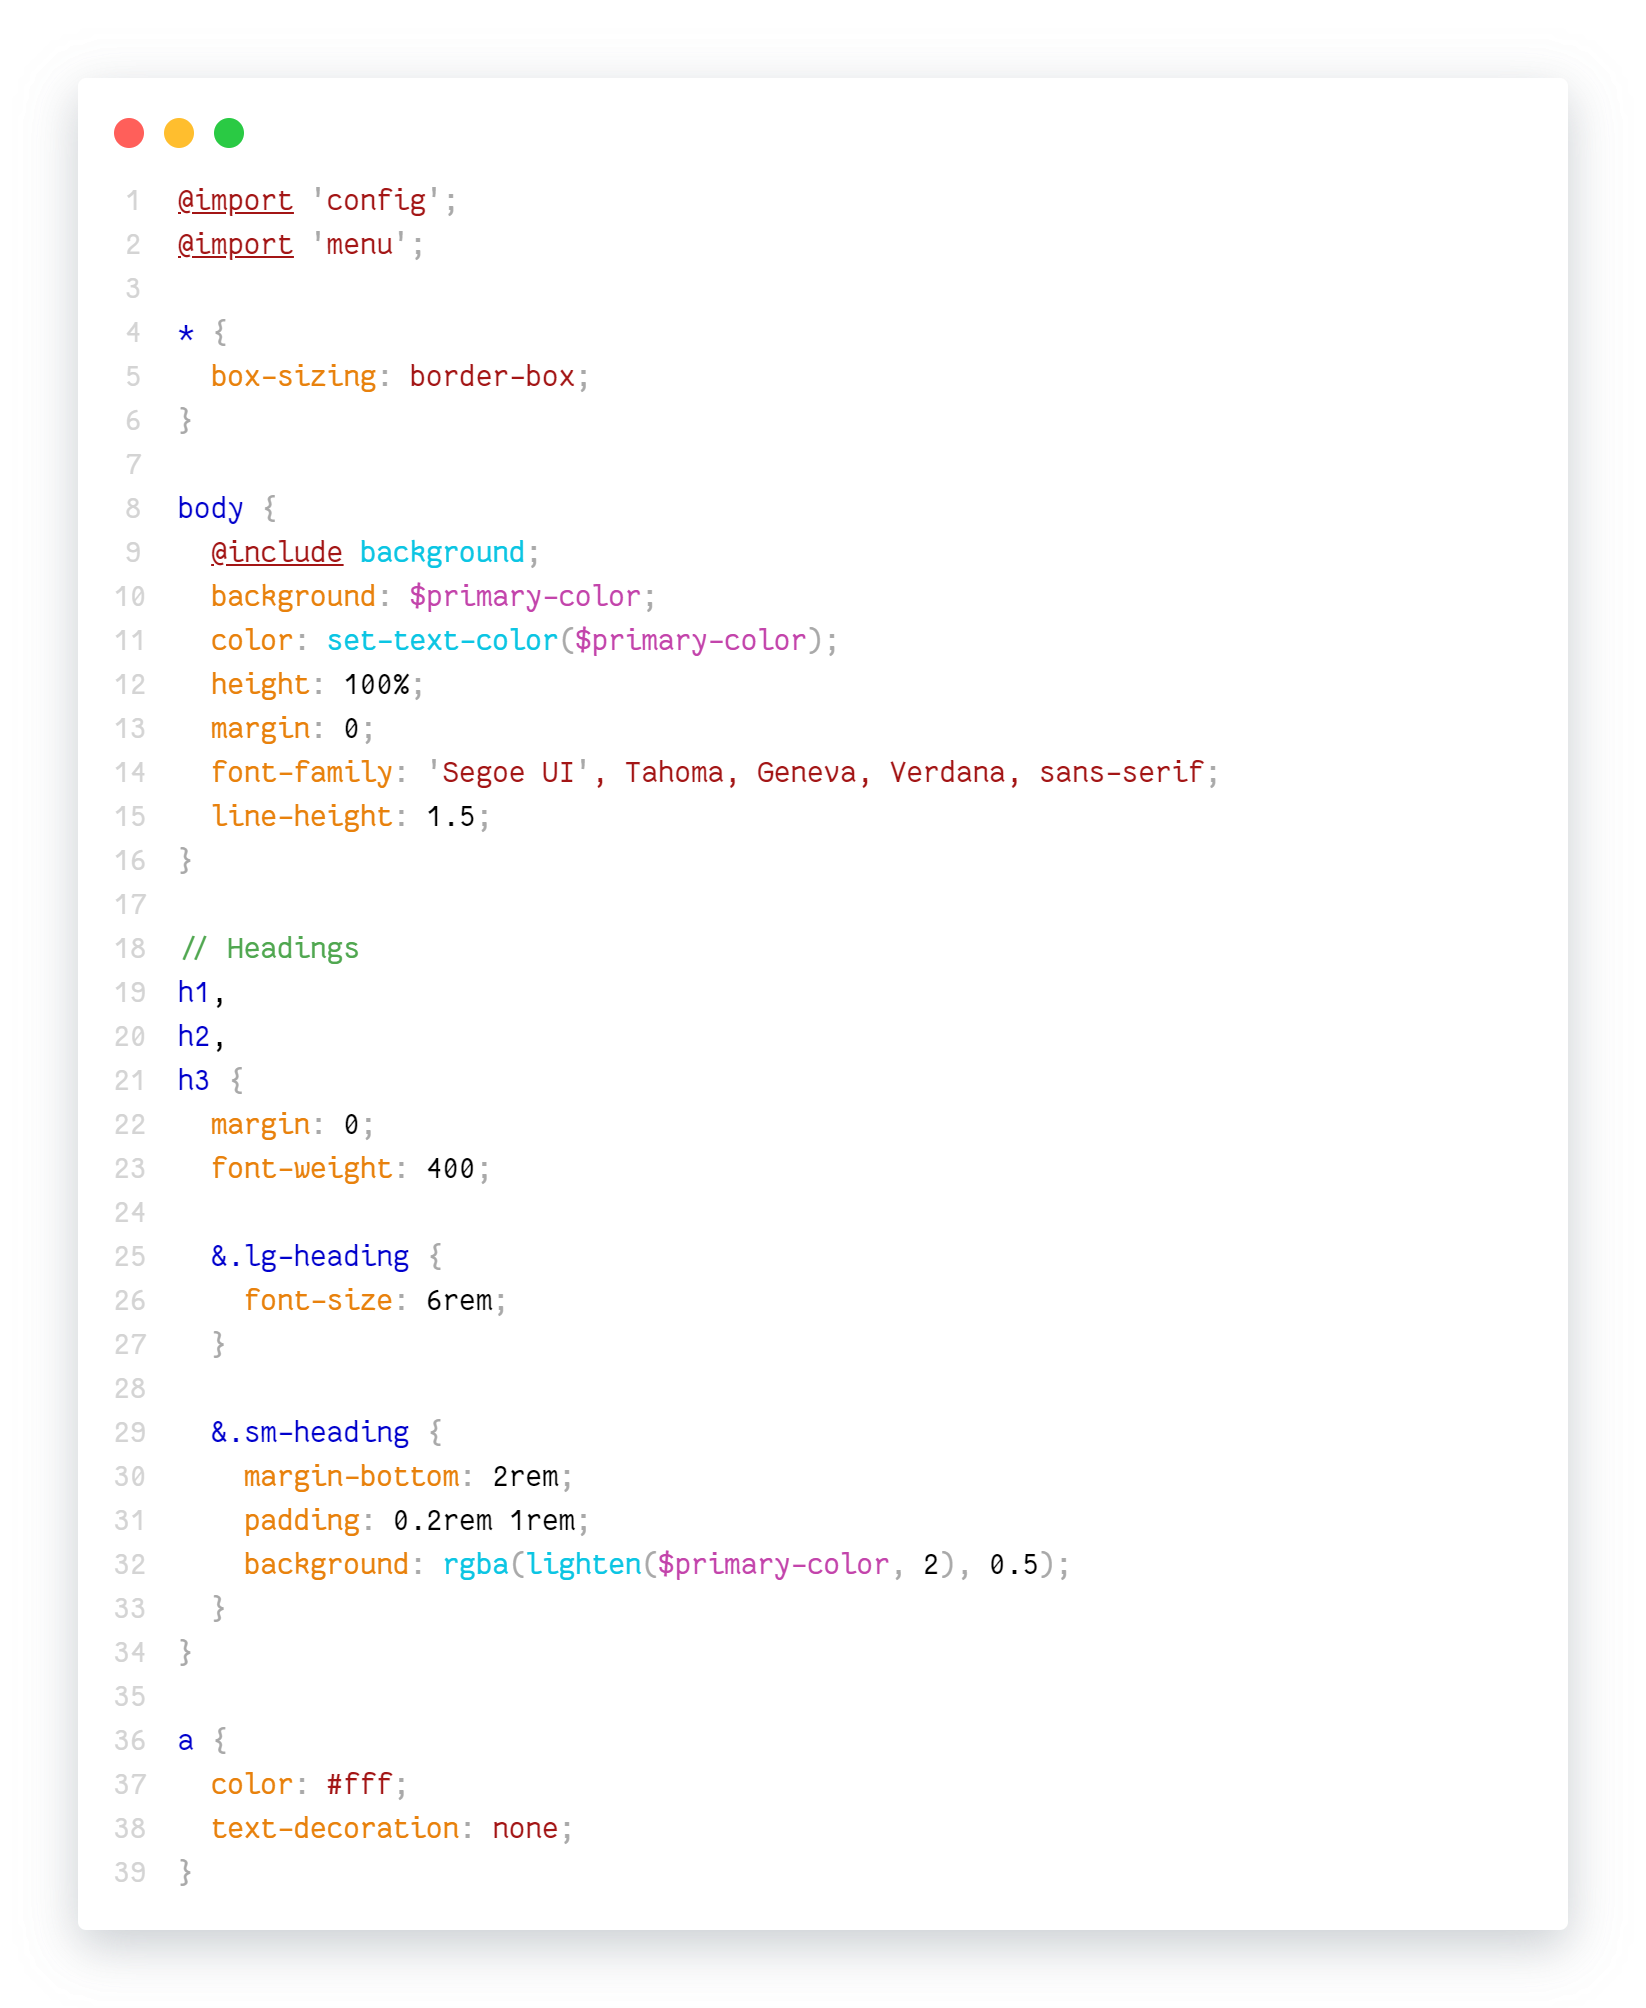 1 @import 'config';
2 @import 'menu';
3
4 * {
5   box-sizing: border-box;
6 }
7
8 body {
9   @include background;
10   background: $primary-color;
11   color: set-text-color($primary-color);
12   height: 100%;
13   margin: 0;
14   font-family: 'Segoe UI', Tahoma, Geneva, Verdana, sans-serif;
15   line-height: 1.5;
16 }
17
18 // Headings
19 h1,
20 h2,
21 h3 {
22   margin: 0;
23   font-weight: 400;
24
25   &.lg-heading {
26     font-size: 6rem;
27   }
28
29   &.sm-heading {
30     margin-bottom: 2rem;
31     padding: 0.2rem 1rem;
32     background: rgba(lighten($primary-color, 2), 0.5);
33   }
34 }
35
36 a {
37   color: #fff;
38   text-decoration: none;
39 }